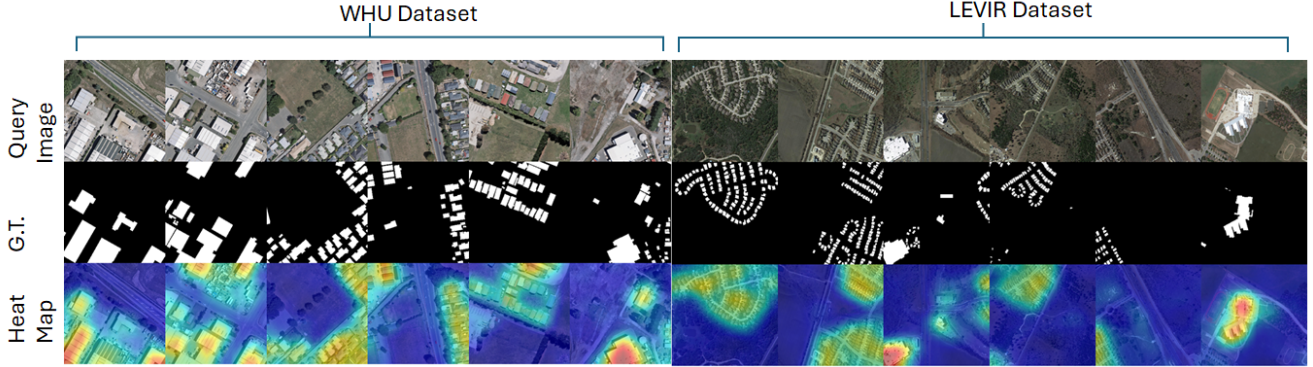 WHU Dataset
LEVIR Dataset
Query
Image
G.T.
Heat
Map